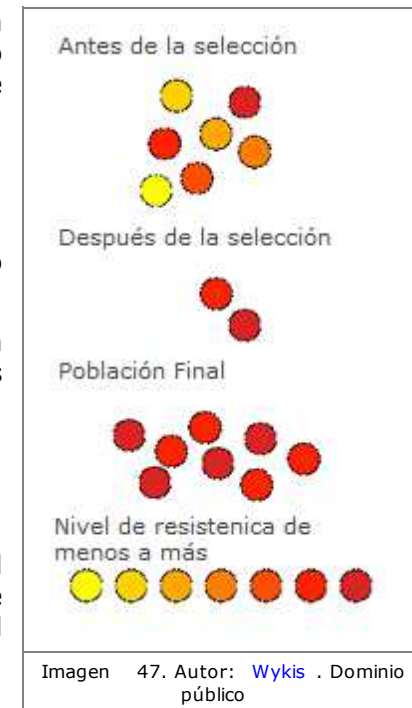 Antes de la selección
Después de la selección
Población Final
Nivel de resistenica de
menos a más
Imagen 47. Autor: Wykis . Dominio
público